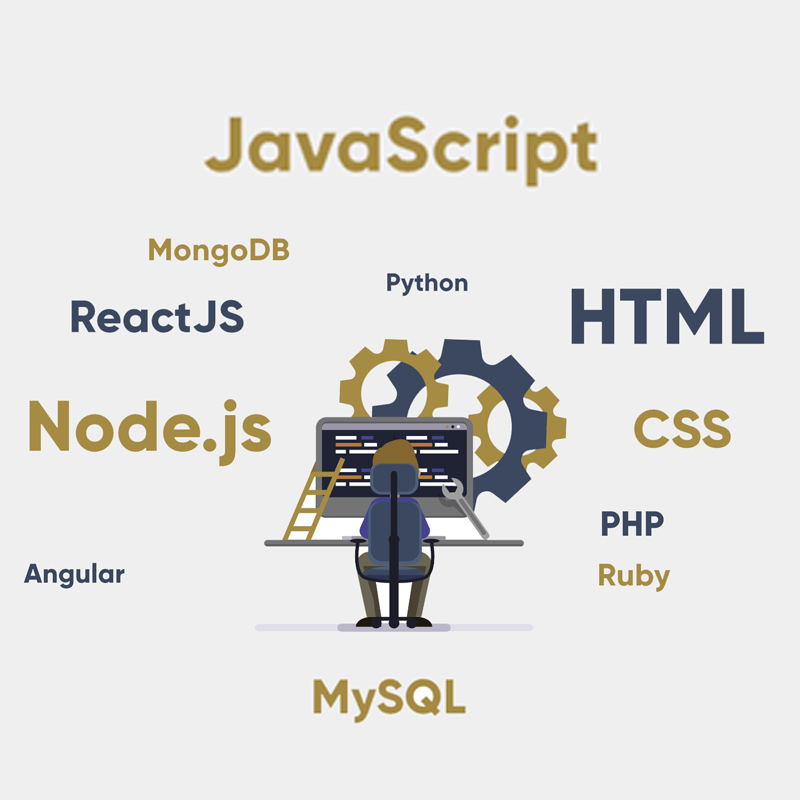 JavaScript
MongoDB
Python
ReactJS
HTML
Node.js
CSS
PHP
Angular
Ruby
MySQL